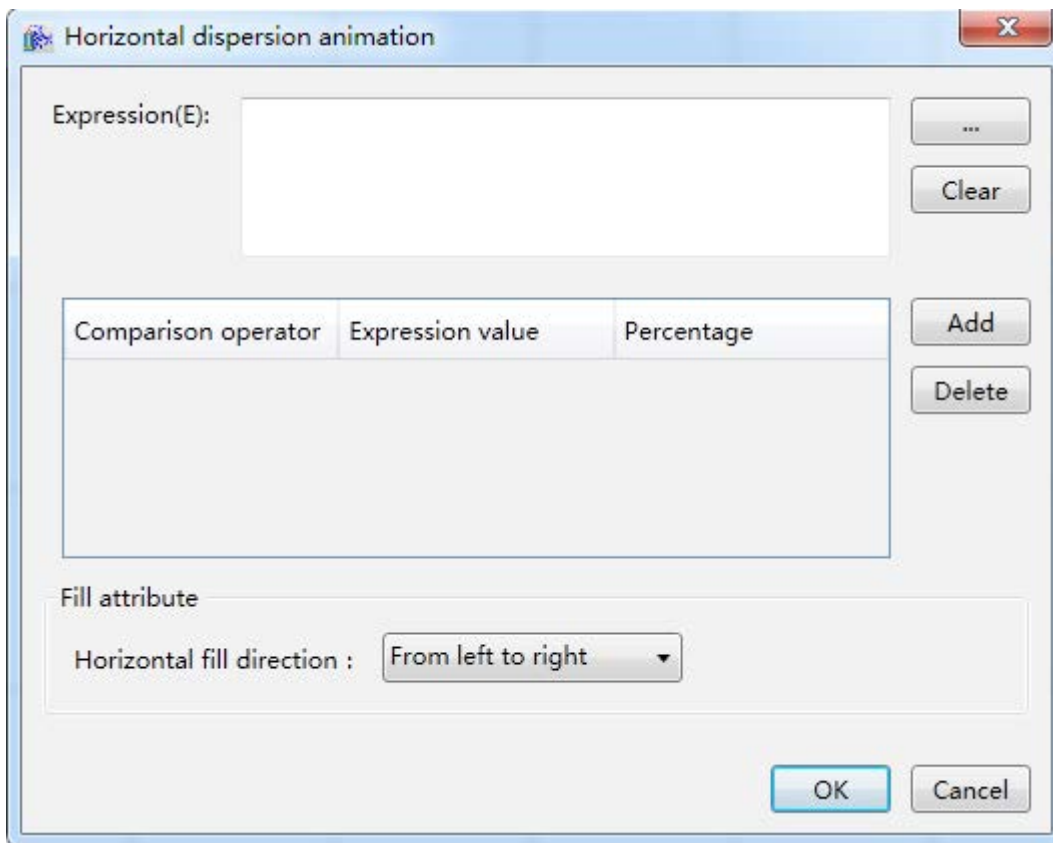 Horizontal dispersion animation
Expression(E):
...
Clear
Comparison operator Expression value Percentage
Add
Delete
Fill attribute
Horizontal fill direction : From left to right
OK Cancel